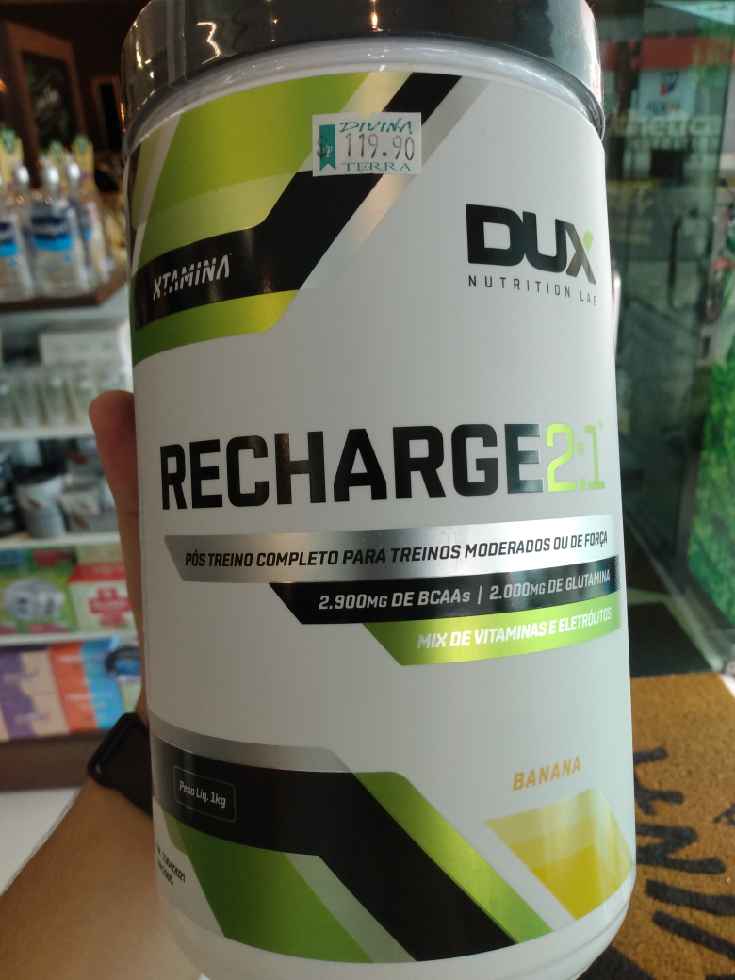 DIVINA
119.90
TERRA
XTAMINA
DUX
NUTRITION LAB
RECHARGE2:1
PÓS TREINO COMPLETO PARA TREINOS MODERADOS OU DE FORÇA
2.900MG DE BCAAs | 2.000MG DE GLUTAMINA
MIX DE VITAMINAS E ELETRÓLITOS
BANANA
Peso Líq. 1kg